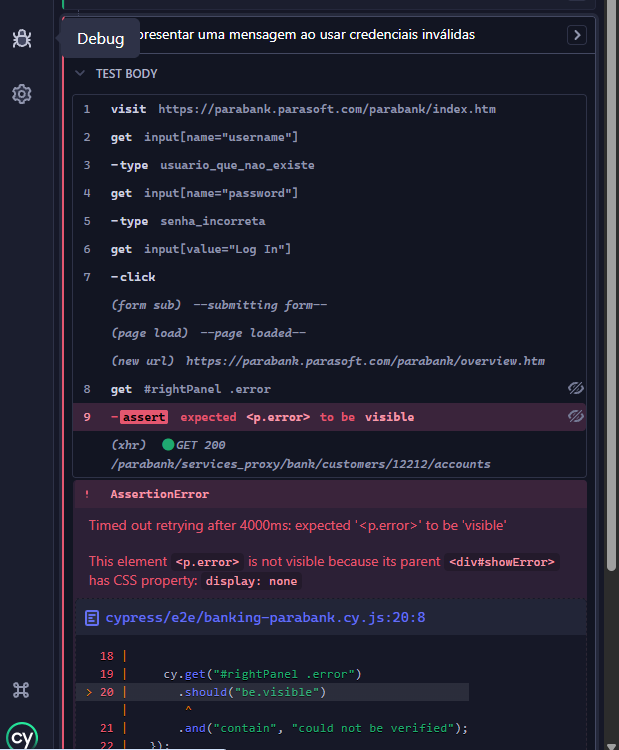 Debug
presentar uma mensagem ao usar credenciais inválidas
TEST BODY
1 visit https://parabank.parasoft.com/parabank/index.htm
2 get input[name="username"]
3 -type usuario_que_nao_existe
4 get input[name="password"]
5 -type senha_incorreta
6 get input[value="Log In"]
7 -click
(form sub) --submitting form--
(page load) --page loaded--
(new url) https://parabank.parasoft.com/parabank/overview.htm
8 get #rightPanel .error
9 -assert expected <p.error> to be visible
(xhr) GET 200
/parabank/services_proxy/bank/customers/12212/accounts
! AssertionError
Timed out retrying after 4000ms: expected '<p.error>' to be 'visible'
This element <p.error> is not visible because its parent <div#showError>
has CSS property: display: none
cypress/e2e/banking-parabank.cy.js:20:8
18 |
19 | cy.get("#rightPanel .error")
> 20 | .should("be.visible")
| ^
21 | .and("contain", "could not be verified");
22 | });
cy